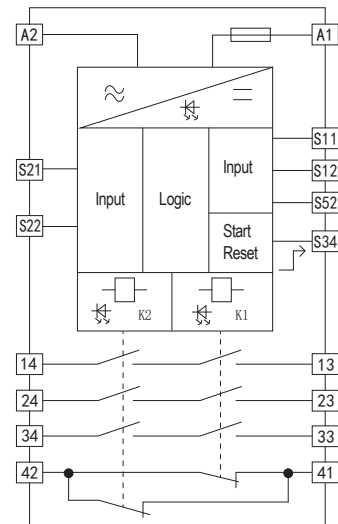 A2
A1
S11
S21
S12
Input
Logic
Input
S52
S22
Start
Reset
S34
K2
K1
14
13
24
23
34
33
42
41